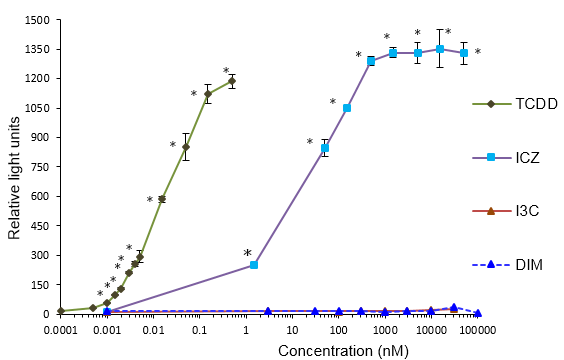 1500
1350
1200
1050
900
750
600
450
300
150
0
Relative light units
* * * * * * * * * *
* * * * * * * * *
0.0001 0.001 0.01 0.1 1 10 100 1000 10000 100000
Concentration (nM)
TCDD
ICZ
I3C
DIM